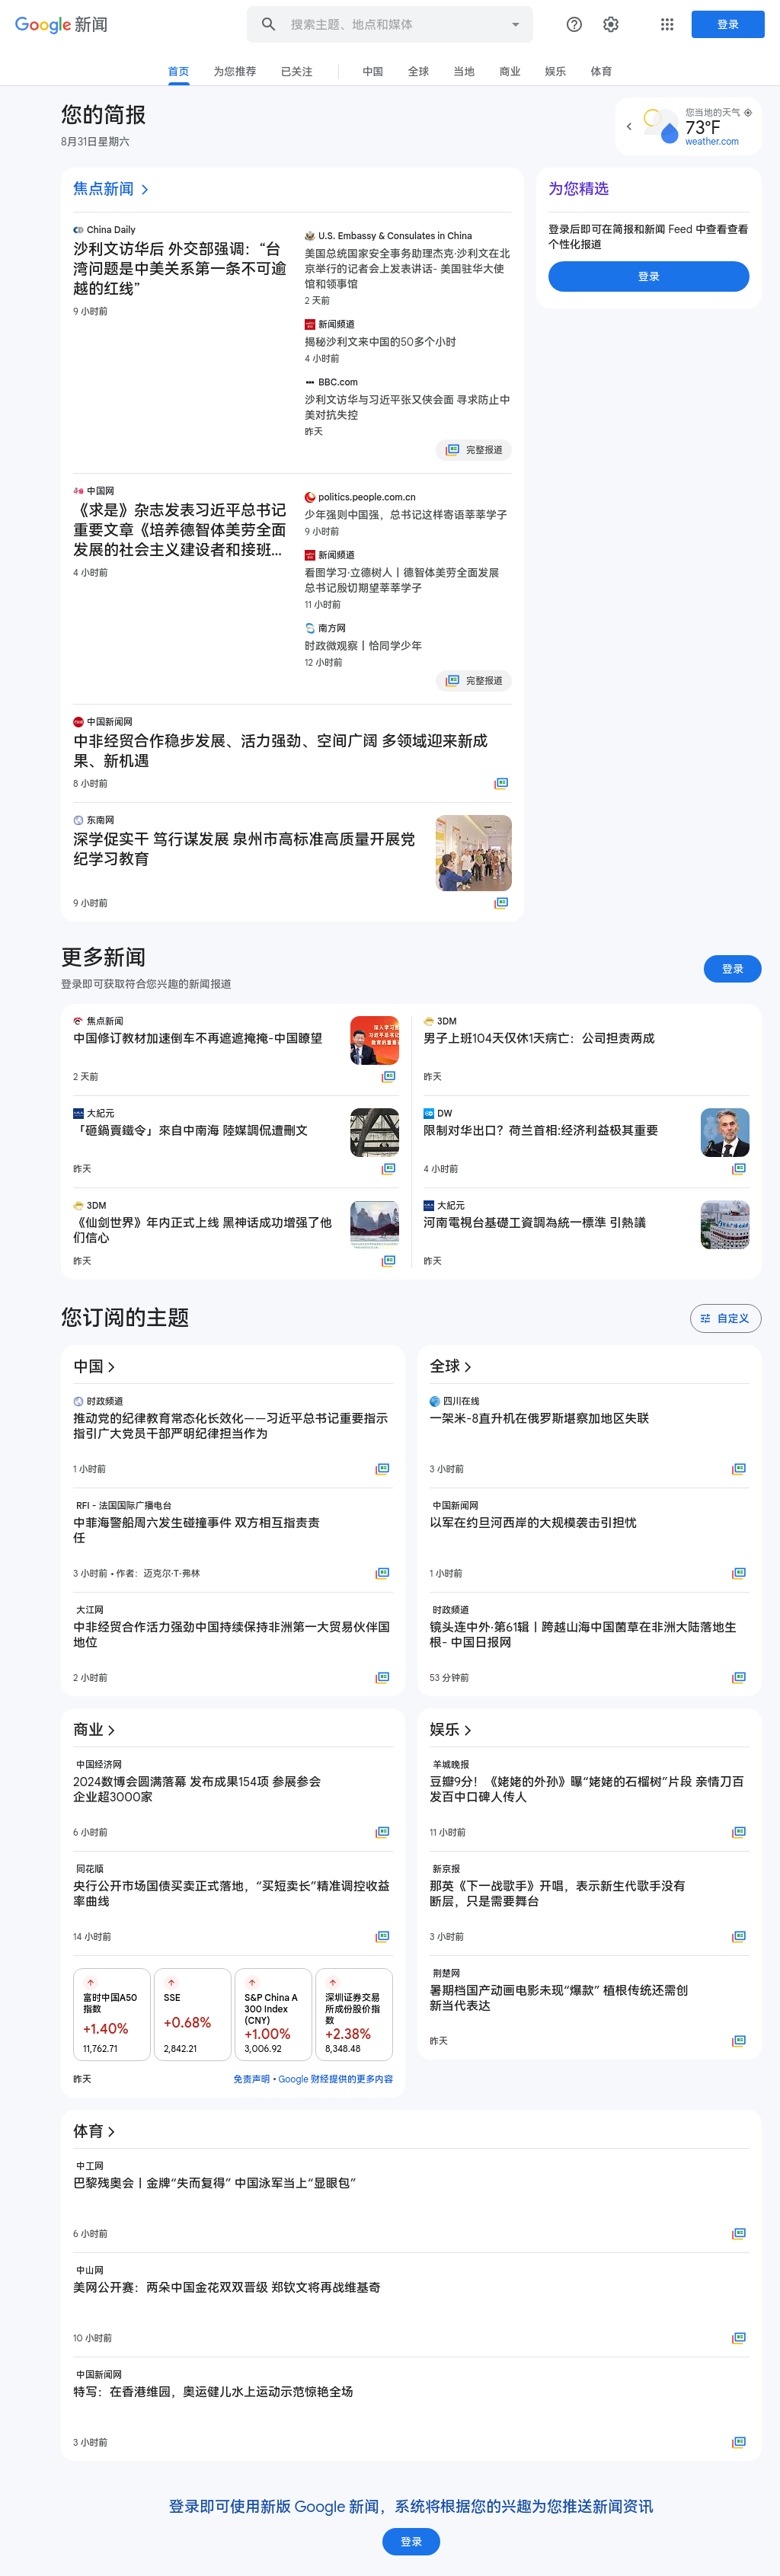 Google 新闻
搜索主题、地点和媒体
登录
首页
为您推荐
已关注
中国
全球
当地
商业
娱乐
体育
您的简报
8月31日星期六
您当地的天气
73°F
weather.com
焦点新闻
China Daily
沙利文访华后 外交部强调：“台
湾问题是中美关系第一条不可逾
越的红线”
9 小时前
U.S. Embassy & Consulates in China
美国总统国家安全事务助理杰克·沙利文在北
京举行的记者会上发表讲话- 美国驻华大使
馆和领事馆
2 天前
新闻频道
揭秘沙利文来中国的50多个小时
4 小时前
BBC.com
沙利文访华与习近平张又侠会面 寻求防止中
美对抗失控
昨天
完整报道
中国网
《求是》杂志发表习近平总书记
重要文章《培养德智体美劳全面
发展的社会主义建设者和接班...
4 小时前
politics.people.com.cn
少年强则中国强，总书记这样寄语莘莘学子
9 小时前
新闻频道
看图学习·立德树人丨德智体美劳全面发展
总书记殷切期望莘莘学子
11 小时前
南方网
时政微观察丨恰同学少年
12 小时前
完整报道
中国新闻网
中非经贸合作稳步发展、活力强劲、空间广阔 多领域迎来新成
果、新机遇
8 小时前
东南网
深学促实干 笃行谋发展 泉州市高标准高质量开展党
纪学习教育
9 小时前
为您精选
登录后即可在简报和新闻 Feed 中查看查看
个性化报道
登录
更多新闻
登录即可获取符合您兴趣的新闻报道
登录
焦点新闻
中国修订教材加速倒车不再遮遮掩掩-中国瞭望
2 天前
3DM
男子上班104天仅休1天病亡：公司担责两成
昨天
大紀元
「砸鍋賣鐵令」來自中南海 陸媒調侃遭刪文
昨天
DW
限制对华出口？荷兰首相:经济利益极其重要
4 小时前
3DM
《仙剑世界》年内正式上线 黑神话成功增强了他
们信心
昨天
大紀元
河南電視台基礎工資調為統一標準 引熱議
昨天
您订阅的主题
自定义
中国
时政频道
推动党的纪律教育常态化长效化——习近平总书记重要指示
指引广大党员干部严明纪律担当作为
1 小时前
RFI - 法国国际广播电台
中菲海警船周六发生碰撞事件 双方相互指责责
任
3 小时前 • 作者：迈克尔·T·弗林
大江网
中非经贸合作活力强劲中国持续保持非洲第一大贸易伙伴国
地位
2 小时前
全球
四川在线
一架米-8直升机在俄罗斯堪察加地区失联
3 小时前
中国新闻网
以军在约旦河西岸的大规模袭击引担忧
1 小时前
时政频道
镜头连中外·第61辑丨跨越山海中国菌草在非洲大陆落地生
根- 中国日报网
53 分钟前
商业
中国经济网
2024数博会圆满落幕 发布成果154项 参展参会
企业超3000家
6 小时前
同花顺
央行公开市场国债买卖正式落地，“买短卖长”精准调控收益
率曲线
14 小时前
富时中国A50
指数
+1.40%
11,762.71
SSE
+0.68%
2,842.21
S&P China A
300 Index
(CNY)
+1.00%
3,006.92
深圳证券交易
所成份股价指
数
+2.38%
8,348.48
昨天
免责声明 • Google 财经提供的更多内容
娱乐
羊城晚报
豆瓣9分！《姥姥的外孙》曝“姥姥的石榴树”片段 亲情刀百
发百中口碑人传人
11 小时前
新京报
那英《下一战歌手》开唱，表示新生代歌手没有
断层，只是需要舞台
3 小时前
荆楚网
暑期档国产动画电影未现“爆款” 植根传统还需创
新当代表达
昨天
体育
中工网
巴黎残奥会丨金牌“失而复得” 中国泳军当上“显眼包”
6 小时前
中山网
美网公开赛：两朵中国金花双双晋级 郑钦文将再战维基奇
10 小时前
中国新闻网
特写：在香港维园，奥运健儿水上运动示范惊艳全场
3 小时前
登录即可使用新版 Google 新闻，系统将根据您的兴趣为您推送新闻资讯
登录